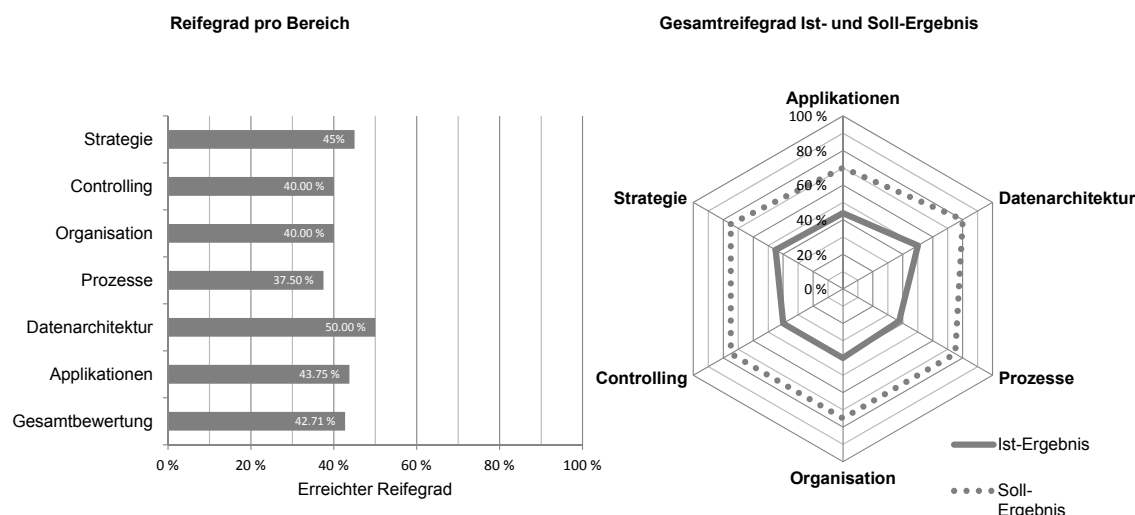 Reifegrad pro Bereich
Strategie
45%
Controlling
40.00 %
Organisation
40.00 %
Prozesse
37.50 %
Datenarchitektur
50.00 %
Applikationen
43.75 %
Gesamtbewertung
42.71 %
0 %
20 %
40 %
60 %
80 %
100 %
Erreichter Reifegrad
Gesamtreifegrad Ist- und Soll-Ergebnis
Applikationen
100 %
80 %
60 %
40 %
20 %
0 %
Strategie
Datenarchitektur
Controlling
Prozesse
Organisation
Ist-Ergebnis
Soll-
Ergebnis